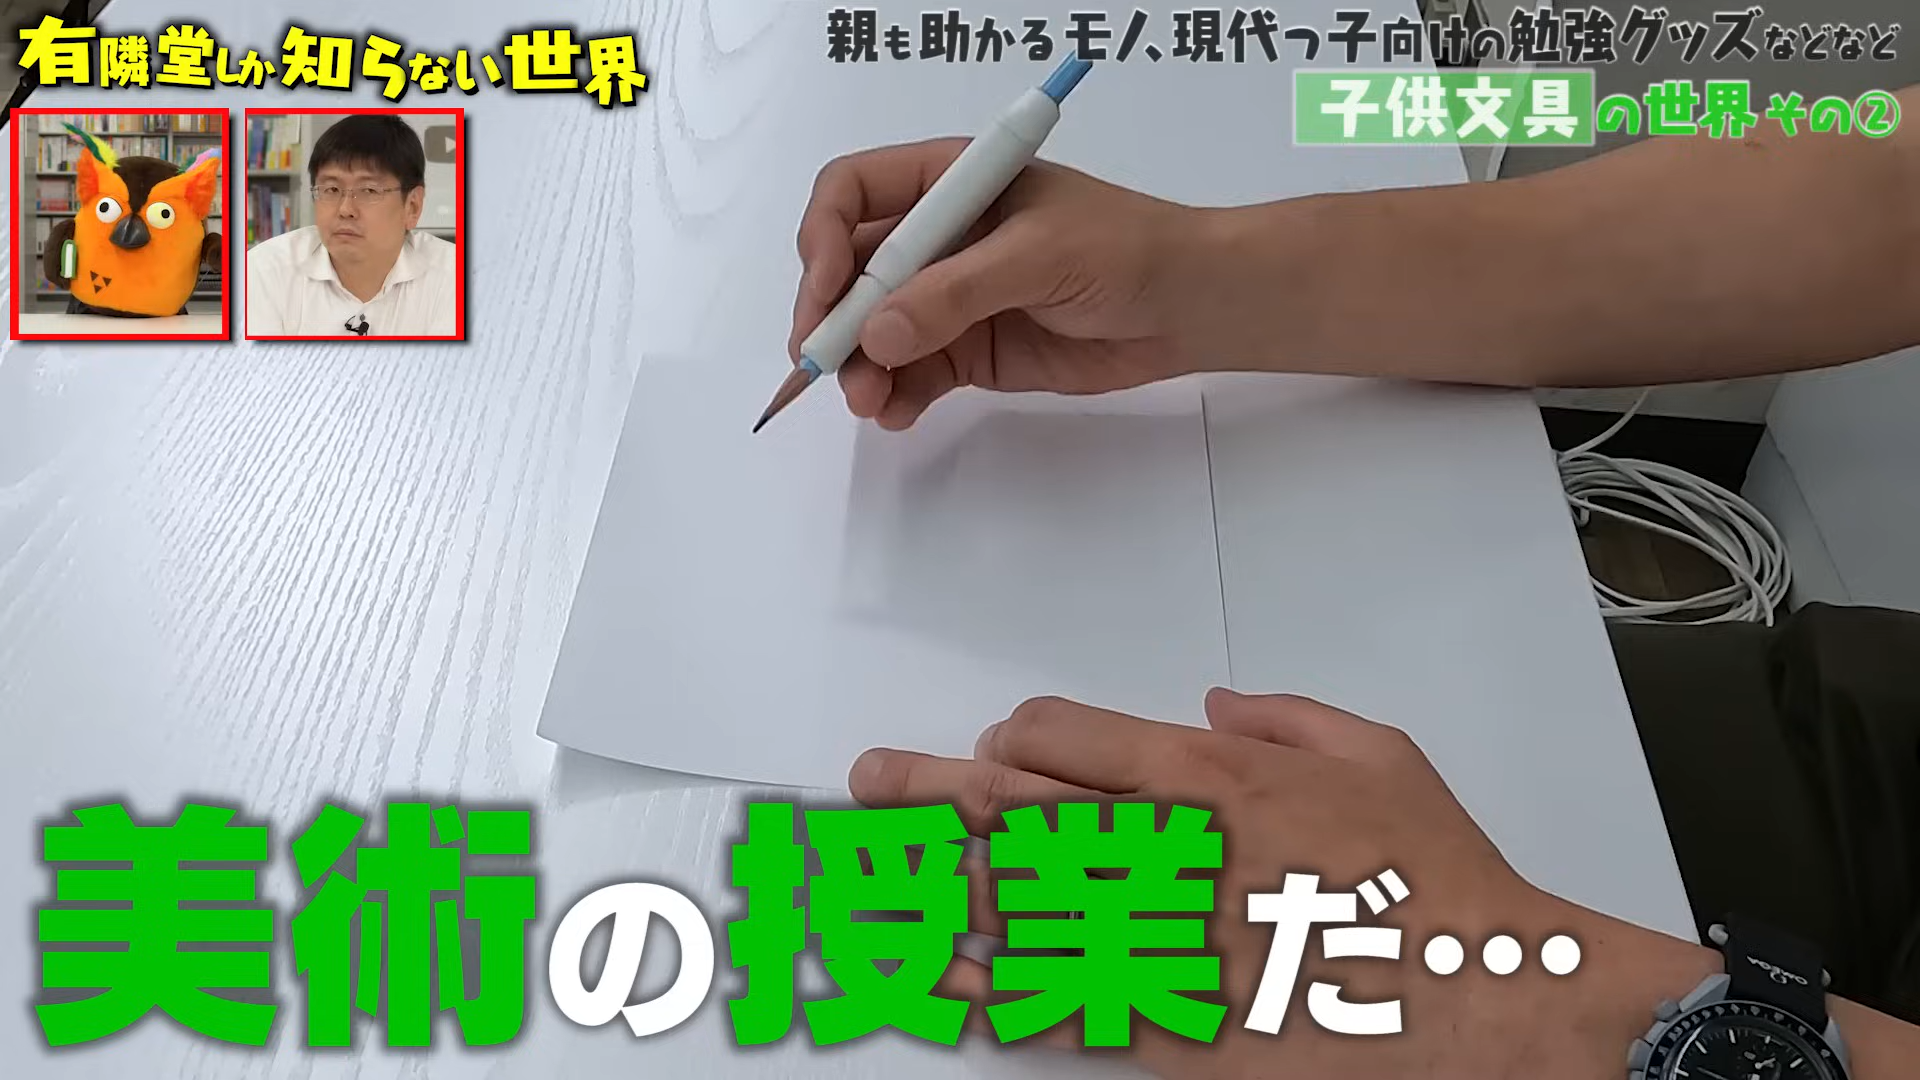 有隣堂しか知らない世界
親も助かるモノ、現代っ子向けの勉強グッズなどなど
子供文具の世界その②
美術の授業だ…
OMEGA